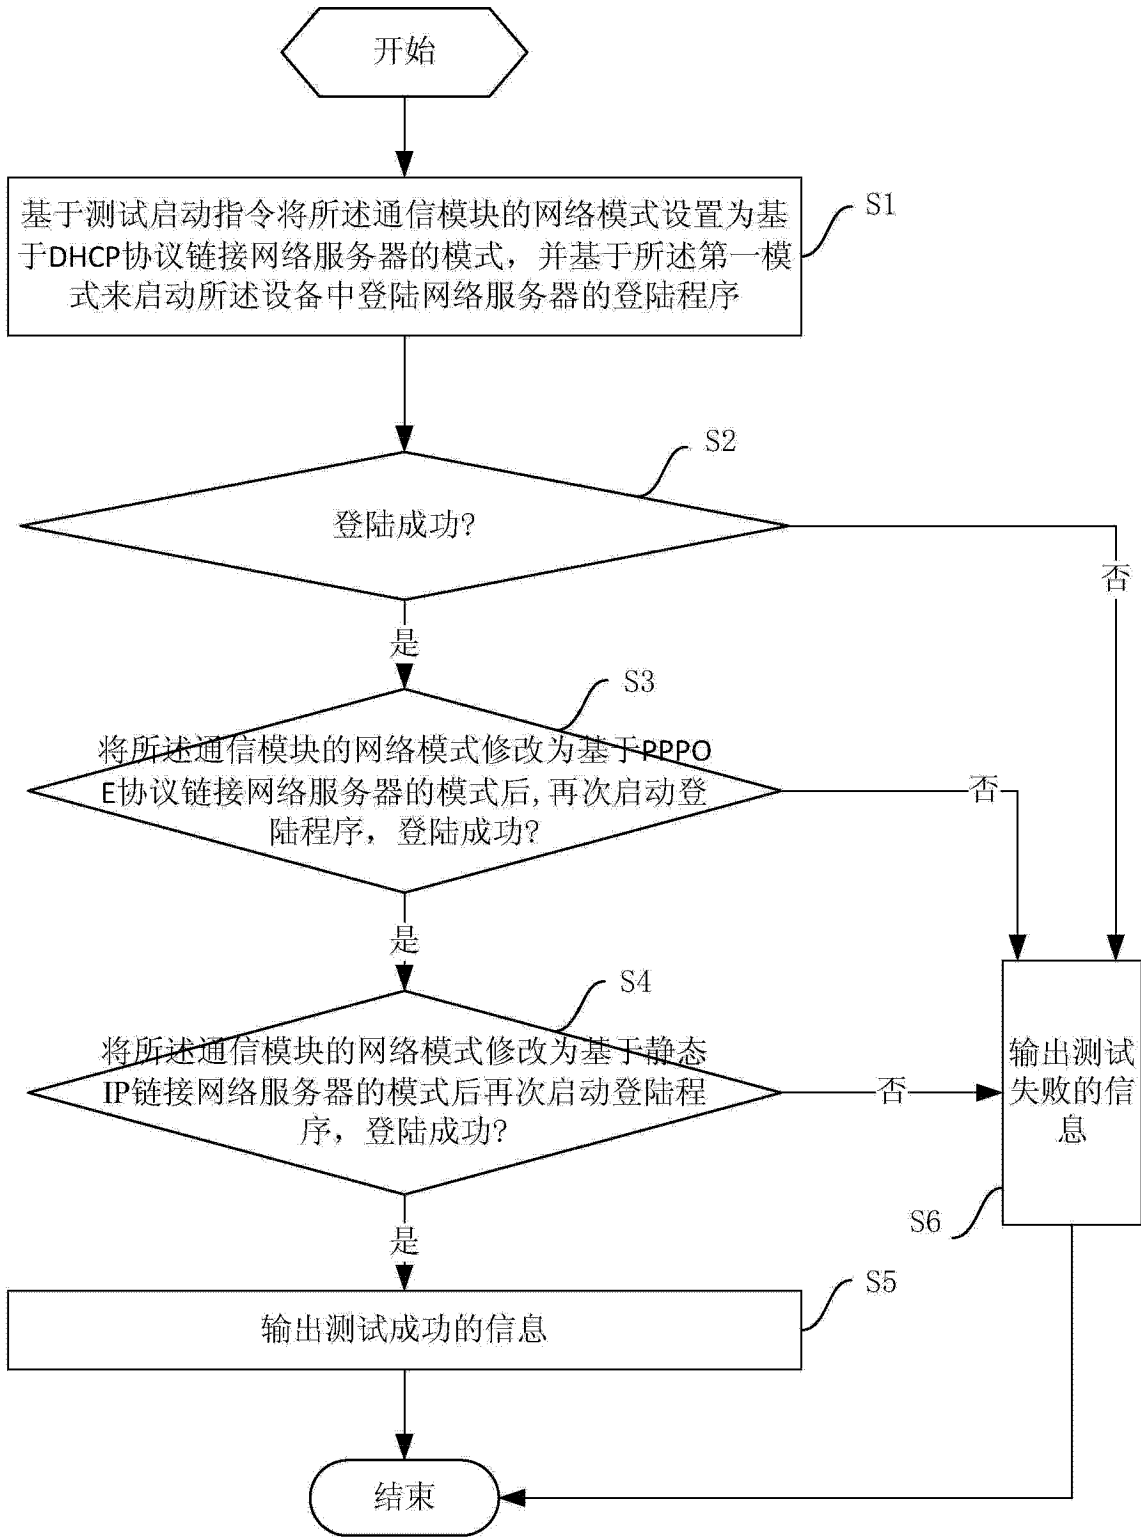 开始
S1
基于测试启动指令将所述通信模块的网络模式设置为基
于DHCP协议链接网络服务器的模式，并基于所述第一模
式来启动所述设备中登陆网络服务器的登陆程序
S2
登陆成功?
否
是
S3
将所述通信模块的网络模式修改为基于PPPO
E协议链接网络服务器的模式后,再次启动登
陆程序，登陆成功?
否
是
S4
将所述通信模块的网络模式修改为基于静态
IP链接网络服务器的模式后再次启动登陆程
序，登陆成功?
否
输出测试
失败的信
息
S6
是
S5
输出测试成功的信息
结束